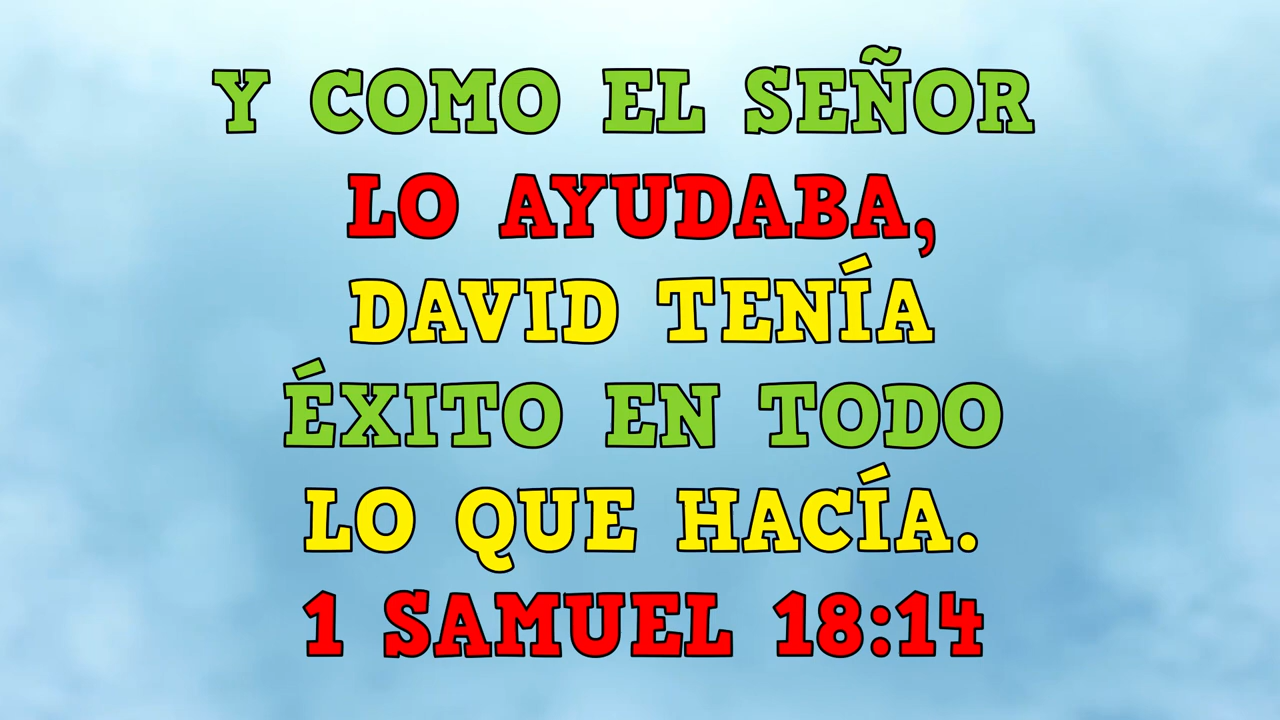 Y COMO EL SEÑOR
LO AYUDABA,
DAVID TENÍA
ÉXITO EN TODO
LO QUE HACÍA.
1 SAMUEL 18:14